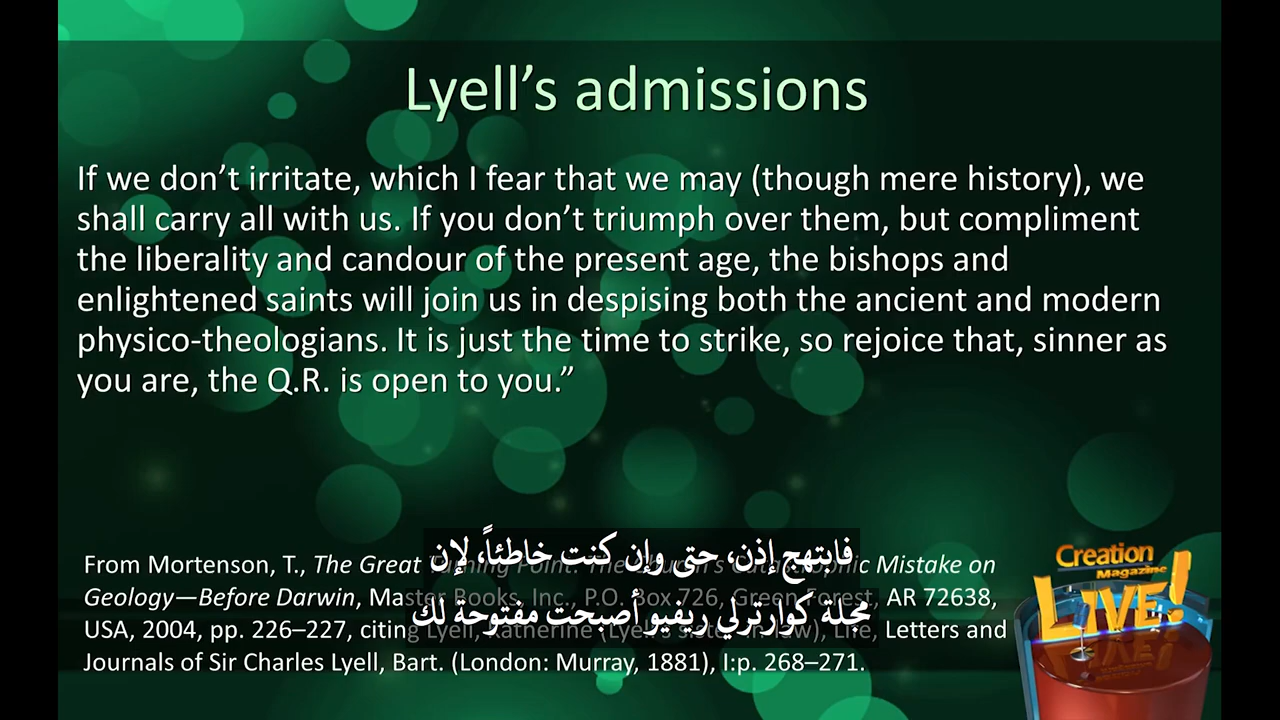 Lyell’s admissions
If we don’t irritate, which I fear that we may (though mere history), we
shall carry all with us. If you don’t triumph over them, but compliment
the liberality and candour of the present age, the bishops and
enlightened saints will join us in despising both the ancient and modern
physico-theologians. It is just the time to strike, so rejoice that, sinner as
you are, the Q.R. is open to you.”
From Mortenson, T., The Great Turning Point: The Church’s Catastrophic Mistake on
Geology—Before Darwin, Master Books, Inc., P.O. Box 726, Green Forest, AR 72638,
USA, 2004, pp. 226–227, citing Lyell, Katherine (Lyell’s sister-in-law), Life, Letters and
Journals of Sir Charles Lyell, Bart. (London: Murray, 1881), I:p. 268–271.
فابتهج إذن، حتى وإن كنت خاطئاً، لإن
مجلة كوارترلي ريفيو أصبحت مفتوحة لك
Creation
Magazine
LIVE!